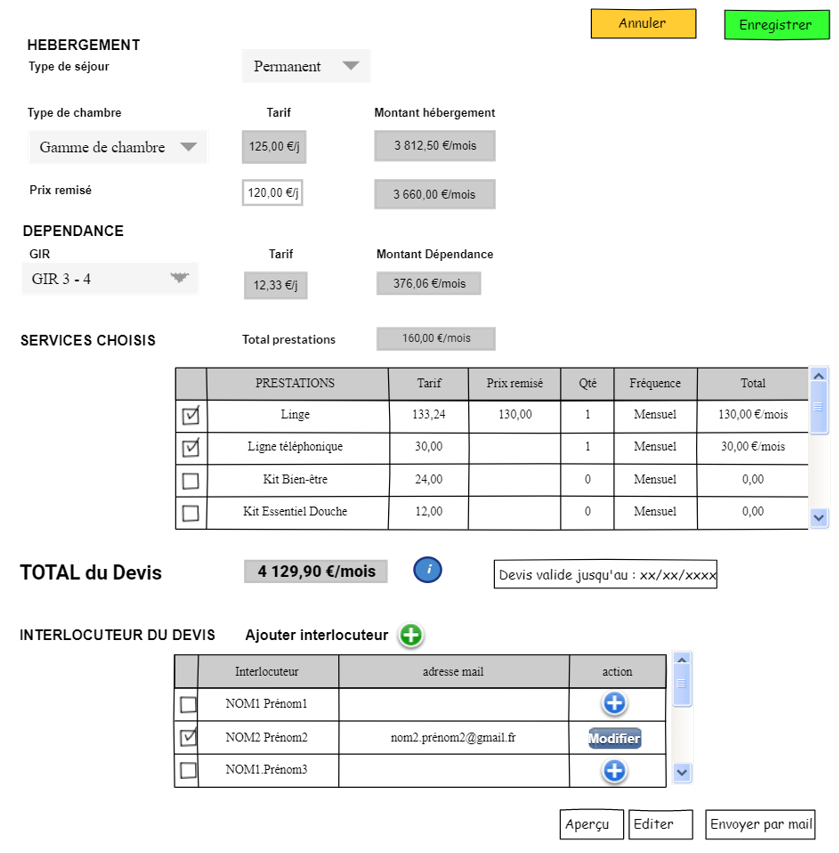 Annuler
Enregistrer
HEBERGEMENT
Type de séjour
Permanent
Type de chambre Tarif Montant hébergement
Gamme de chambre 125,00 €/j 3 812,50 €/mois
Prix remisé 120,00 €/j 3 660,00 €/mois
DEPENDANCE
GIR Tarif Montant Dépendance
GIR 3 - 4 12,33 €/j 376,06 €/mois
SERVICES CHOISIS Total prestations 160,00 €/mois
PRESTATIONS Tarif Prix remisé Qté Fréquence Total
Linge 133,24 130,00 1 Mensuel 130,00 €/mois
Ligne téléphonique 30,00 1 Mensuel 30,00 €/mois
Kit Bien-être 24,00 0 Mensuel 0,00
Kit Essentiel Douche 12,00 0 Mensuel 0,00
TOTAL du Devis 4 129,90 €/mois i Devis valide jusqu'au : xx/xx/xxxx
INTERLOCUTEUR DU DEVIS Ajouter interlocuteur
Interlocuteur adresse mail action
NOM1 Prénom1
NOM2 Prénom2 nom2.prénom2@gmail.fr Modifier
NOM1.Prénom3
Aperçu Editer Envoyer par mail